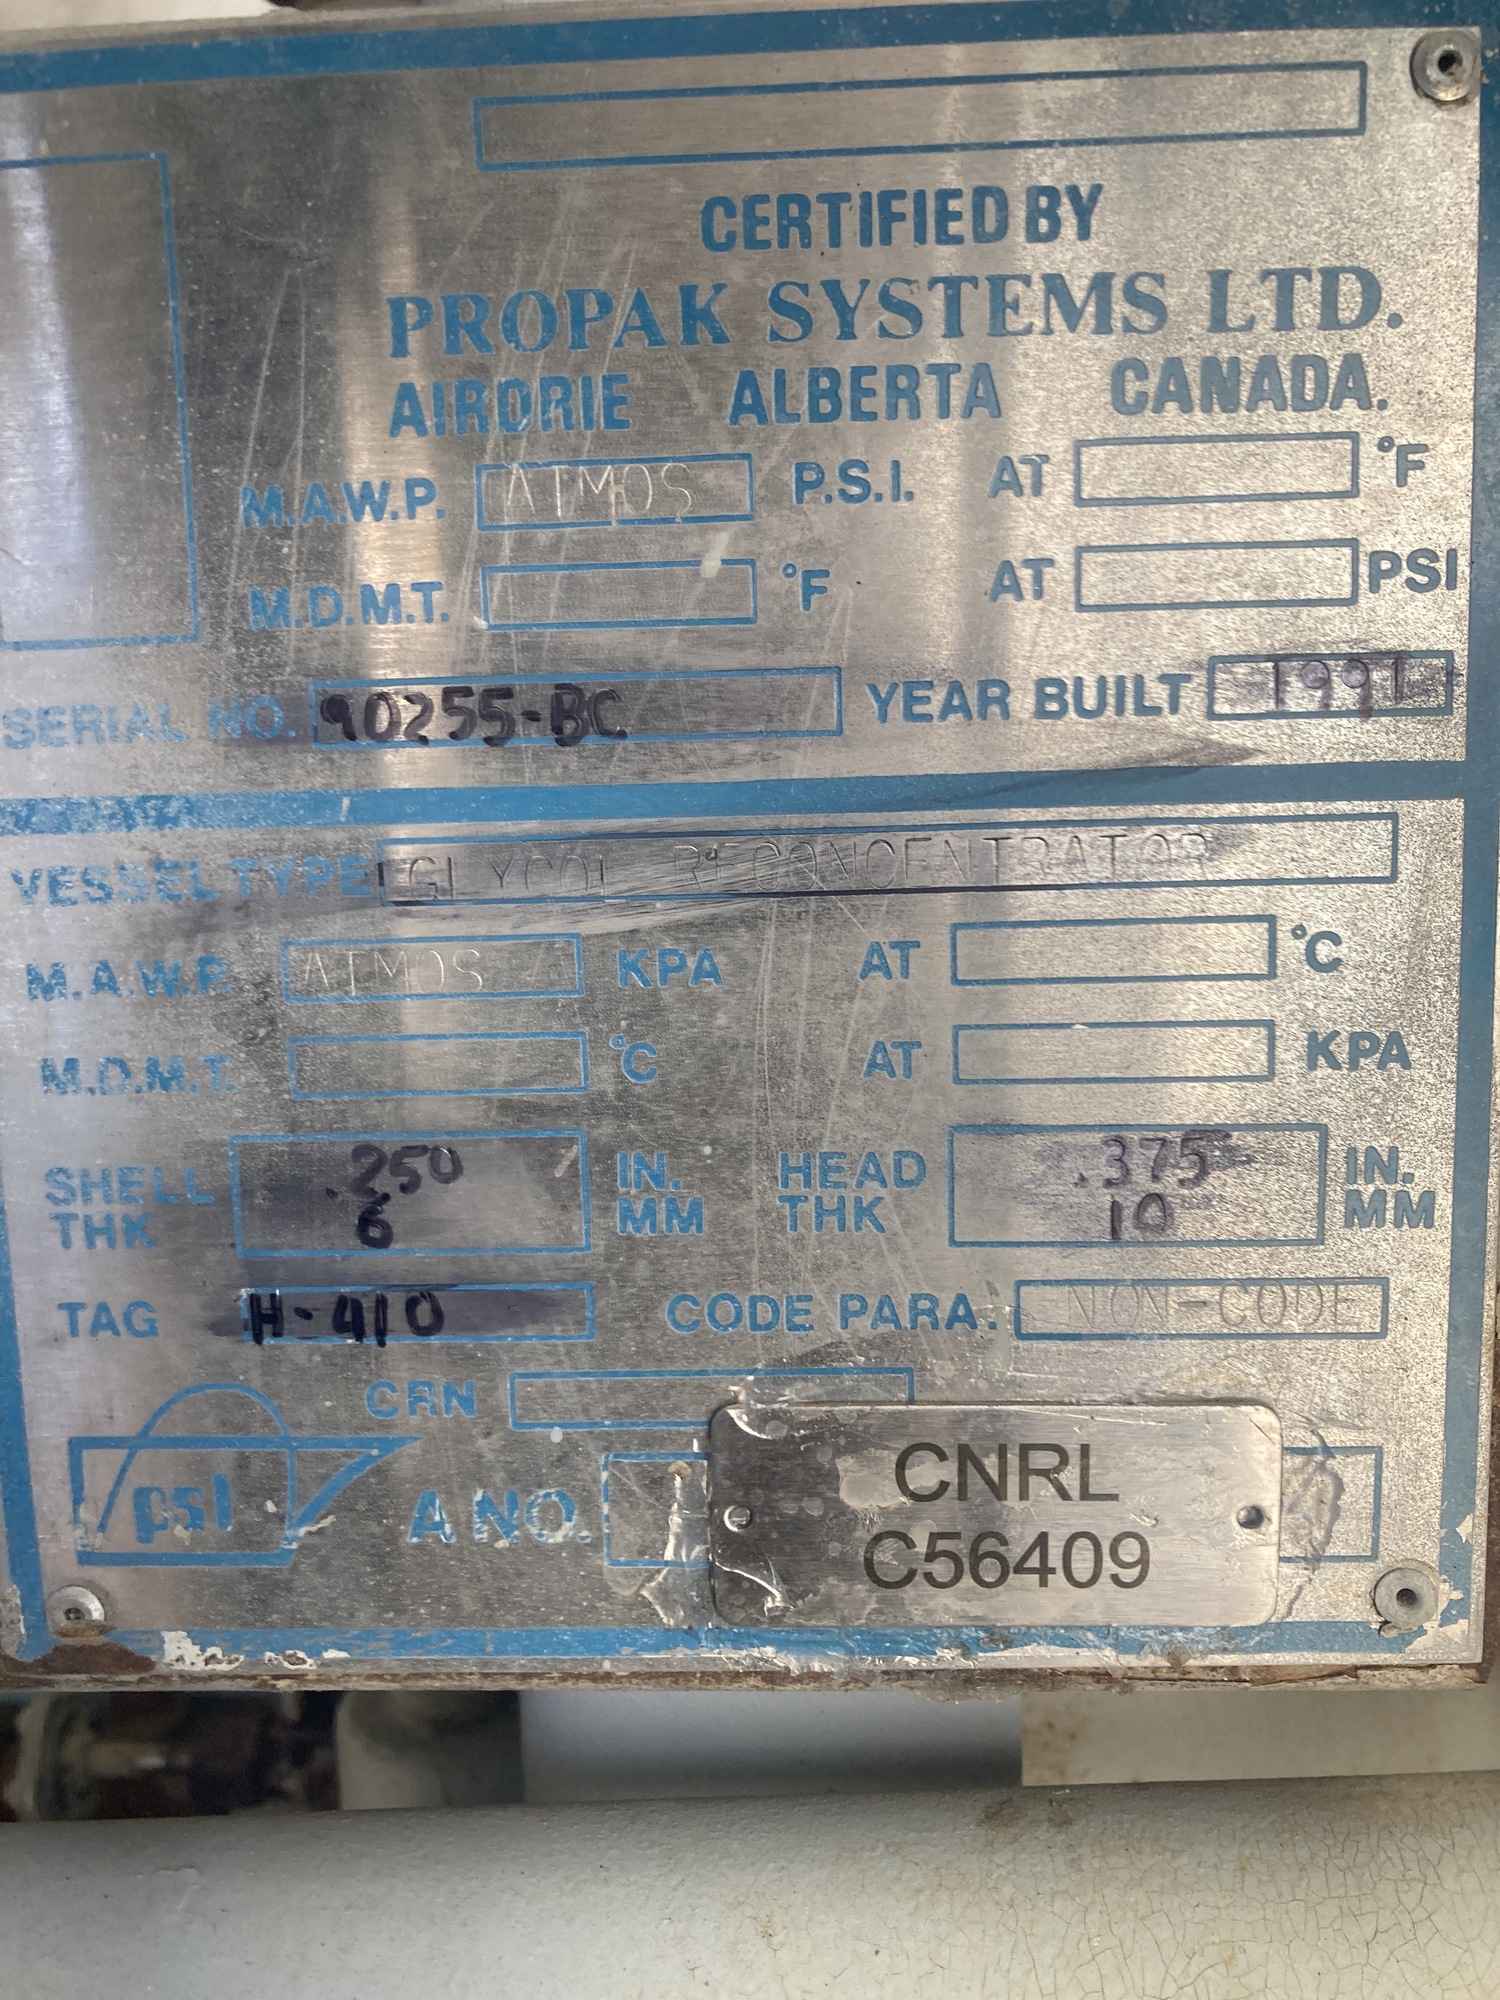 CERTIFIED BY
PROPAK SYSTEMS LTD.
AIRDRIE ALBERTA CANADA.
M.A.W.P. ATMOS P.S.I. AT °F
M.D.M.T. °F AT PSI
SERIAL NO. 90255-BC YEAR BUILT 1991
VESSEL TYPE GLYCOL RECONCENTRATOR
M.A.W.P. ATMOS KPA AT °C
M.D.M.T. °C AT KPA
SHELL .250 IN. HEAD .375 IN.
THK 6 MM THK 10 MM
TAG H-410 CODE PARA: NON-CODE
CRN
psl A NO.
CNRL
C56409